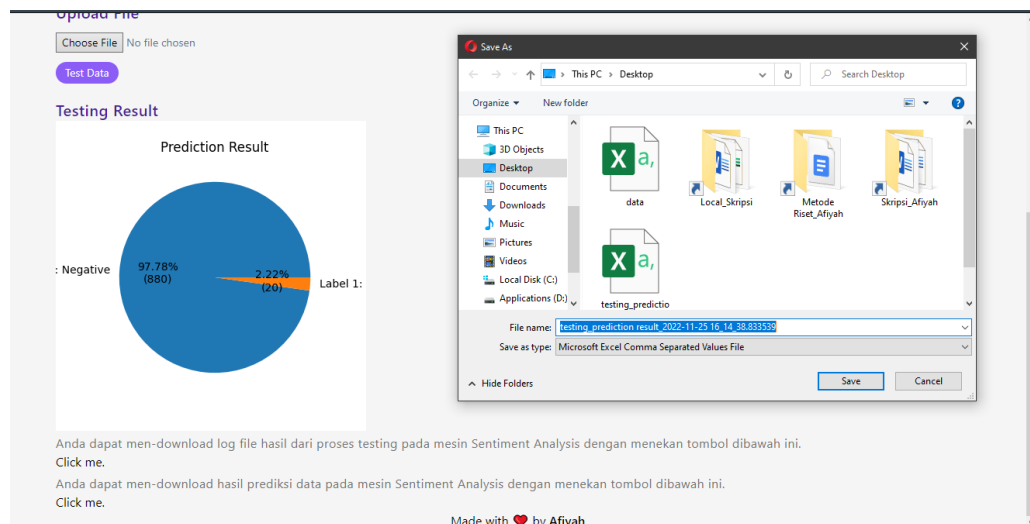 Upload File
Choose File No file chosen
Test Data
Testing Result
Prediction Result
: Negative
97.78%
(880)
2.22%
(20)
Label 1:
Save As
This PC > Desktop
Search Desktop
Organize
New folder
This PC
3D Objects
Desktop
Documents
Downloads
Music
Pictures
Videos
Local Disk (C:)
Applications (D:)
data
Local_Skripsi
Metode
Riset_Afiyah
Skripsi_Afiyah
testing_predictio
File name: testing_prediction result_2022-11-25 16_14_38.833539
Save as type: Microsoft Excel Comma Separated Values File
Hide Folders
Save
Cancel
Anda dapat men-download log file hasil dari proses testing pada mesin Sentiment Analysis dengan menekan tombol dibawah ini.
Click me.
Anda dapat men-download hasil prediksi data pada mesin Sentiment Analysis dengan menekan tombol dibawah ini.
Click me.
Made with ❤ by Afiyah